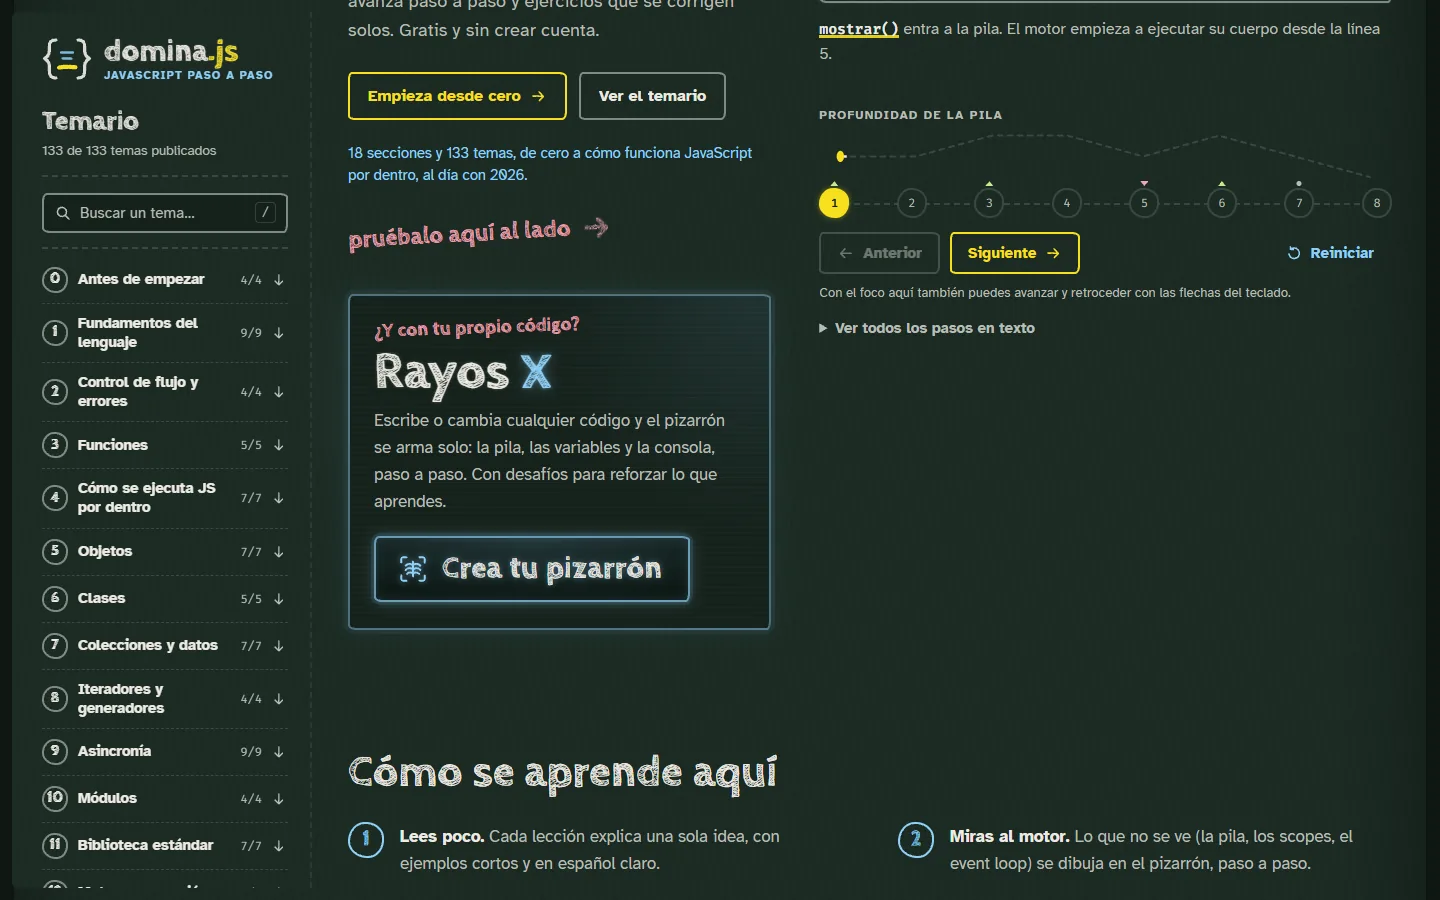 domina.js
JAVASCRIPT PASO A PASO
Temario
133 de 133 temas publicados
Buscar un tema... /
0 Antes de empezar 4/4 ↓
1 Fundamentos del
lenguaje 9/9 ↓
2 Control de flujo y
errores 4/4 ↓
3 Funciones 5/5 ↓
4 Cómo se ejecuta JS
por dentro 7/7 ↓
5 Objetos 7/7 ↓
6 Clases 5/5 ↓
7 Colecciones y datos 7/7 ↓
8 Iteradores y
generadores 4/4 ↓
9 Asincronía 9/9 ↓
10 Módulos 4/4 ↓
11 Biblioteca estándar 7/7 ↓
avanza paso a paso y ejercicios que se corrigen
solos. Gratis y sin crear cuenta.
Empieza desde cero →
Ver el temario
18 secciones y 133 temas, de cero a cómo funciona JavaScript
por dentro, al día con 2026.
pruébalo aquí al lado →
¿Y con tu propio código?
Rayos X
Escribe o cambia cualquier código y el pizarrón
se arma solo: la pila, las variables y la consola,
paso a paso. Con desafíos para reforzar lo que
aprendes.
Crea tu pizarrón
mostrar() entra a la pila. El motor empieza a ejecutar su cuerpo desde la línea
5.
PROFUNDIDAD DE LA PILA
1 2 3 4 5 6 7 8
← Anterior
Siguiente →
Reiniciar
Con el foco aquí también puedes avanzar y retroceder con las flechas del teclado.
▶ Ver todos los pasos en texto
Cómo se aprende aquí
1 Lees poco. Cada lección explica una sola idea, con
ejemplos cortos y en español claro.
2 Miras al motor. Lo que no se ve (la pila, los scopes, el
event loop) se dibuja en el pizarrón, paso a paso.